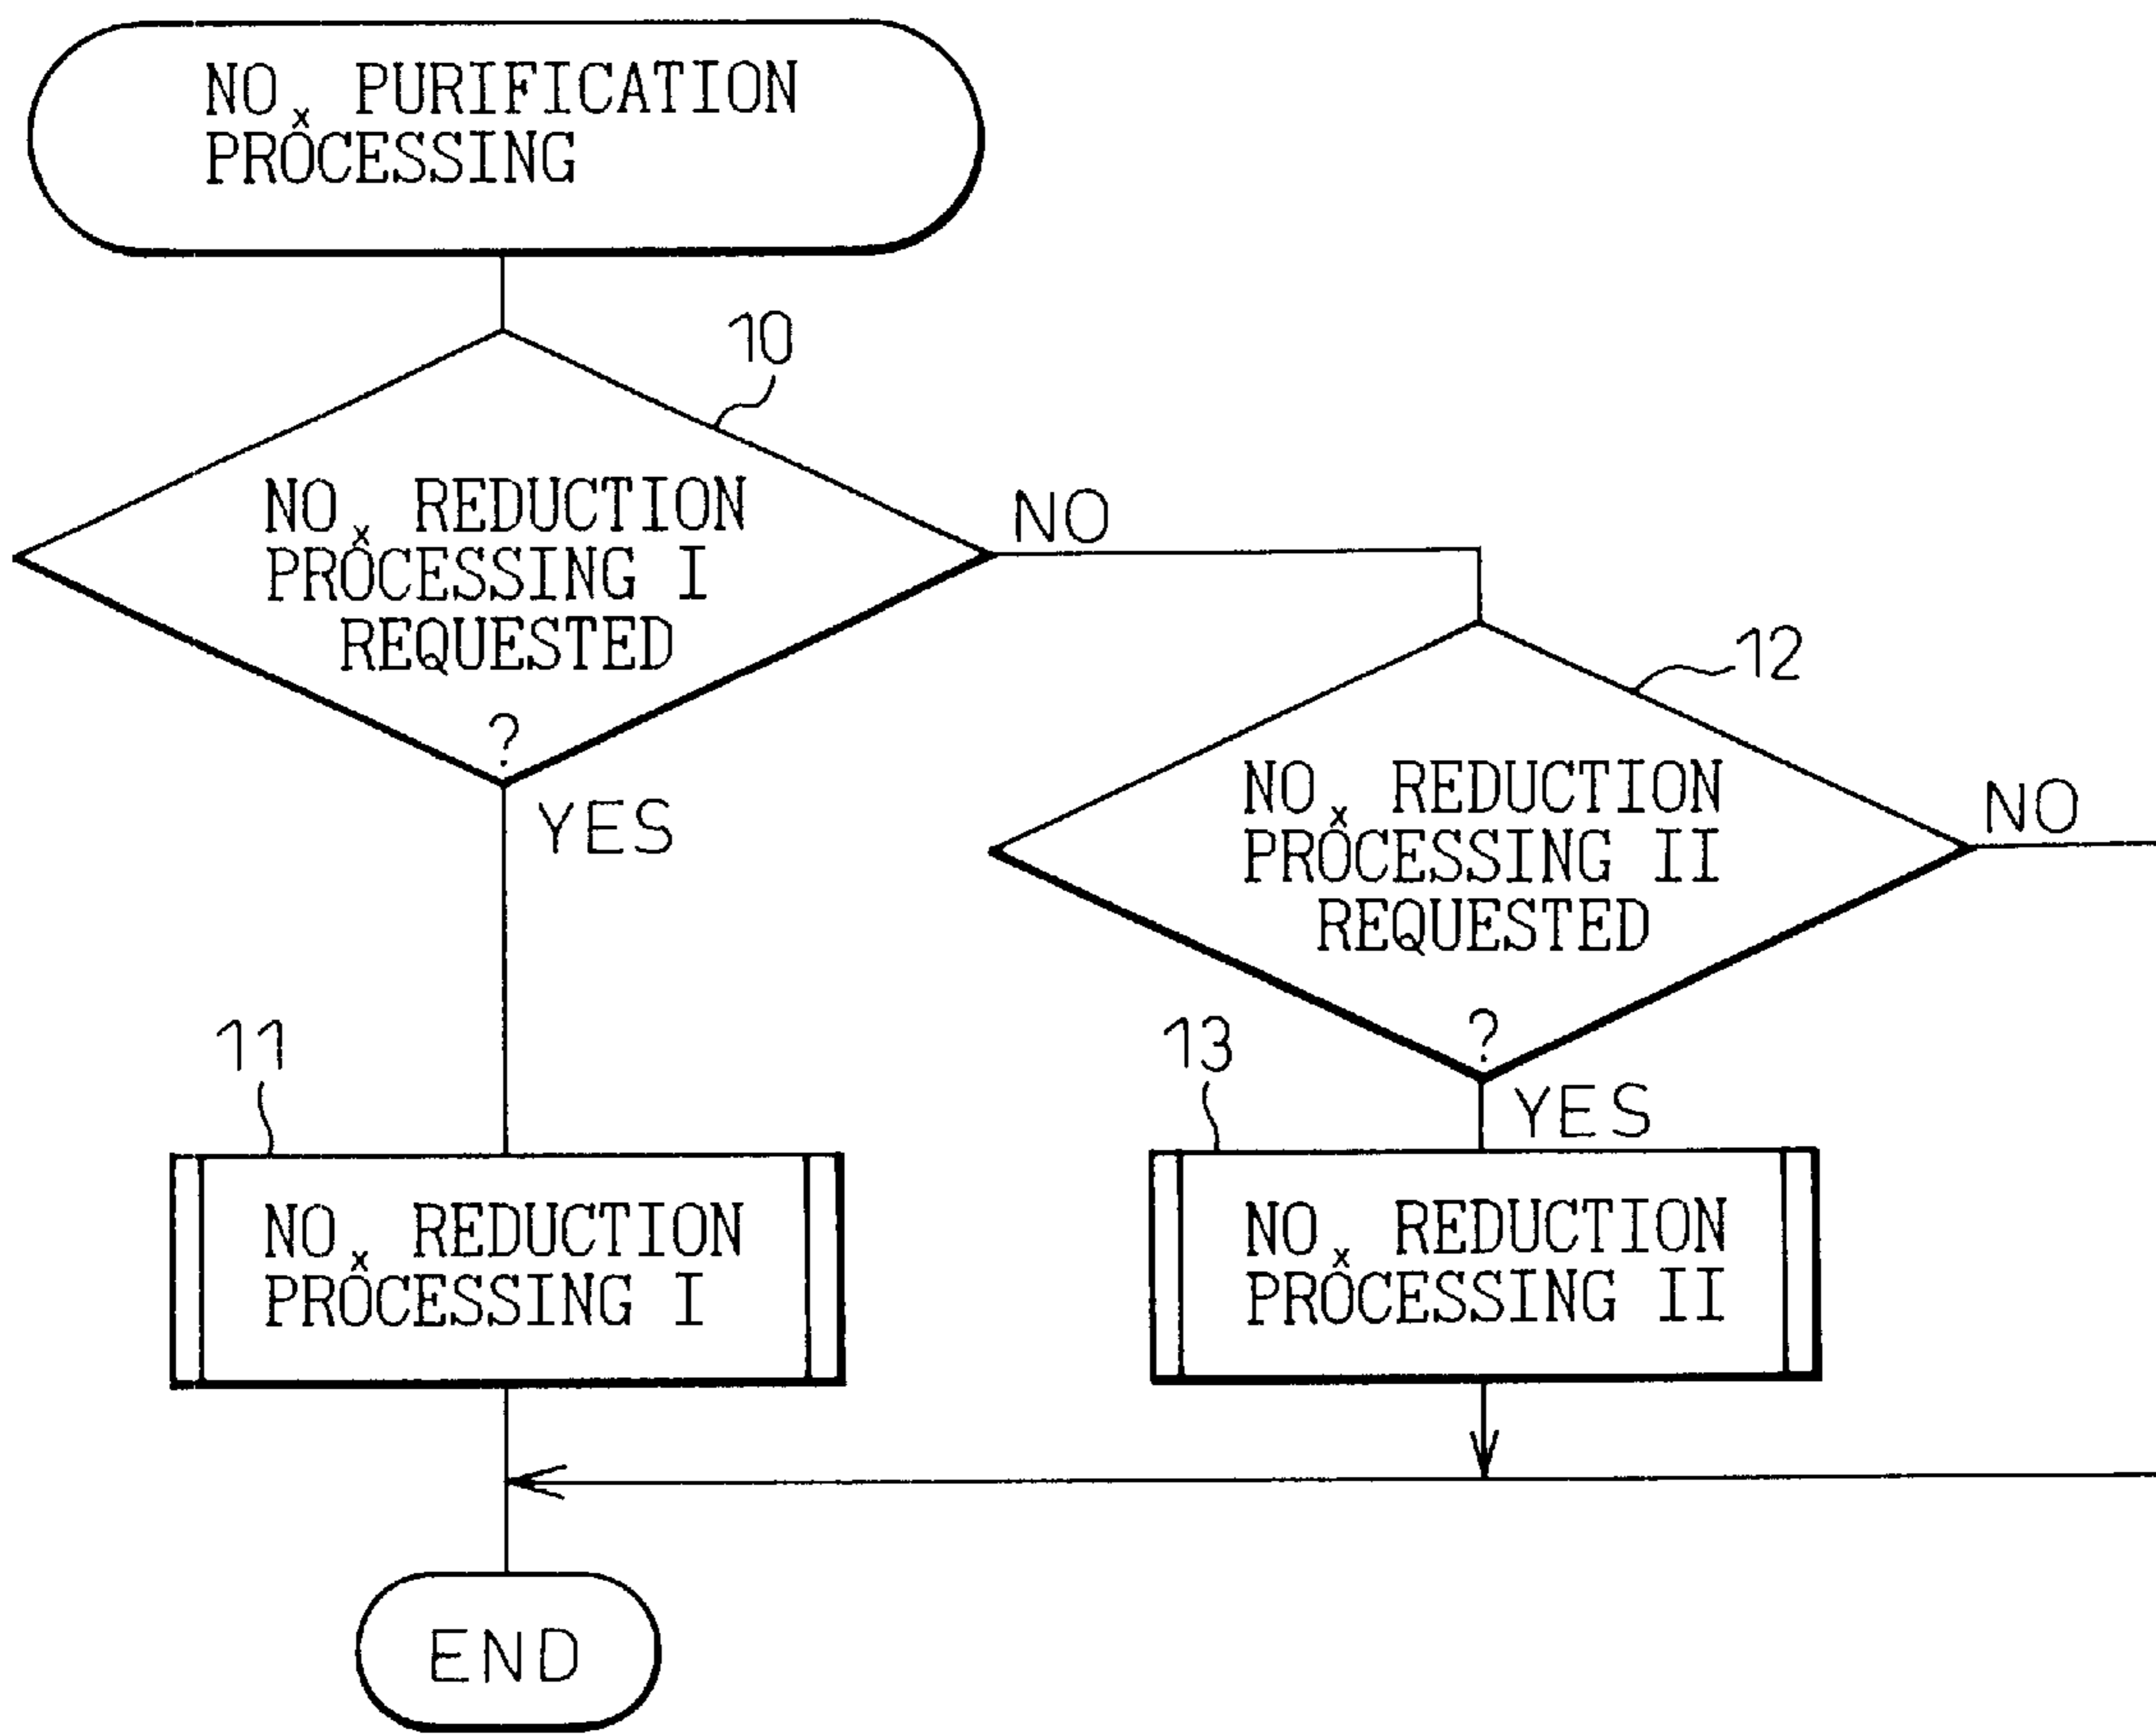 NOx PURIFICATION
PROCESSING
10
NOx REDUCTION
PROCESSING I
REQUESTED
?
NO
YES
12
NOx REDUCTION
PROCESSING II
REQUESTED
?
NO
YES
11
NOx REDUCTION
PROCESSING I
13
NOx REDUCTION
PROCESSING II
END